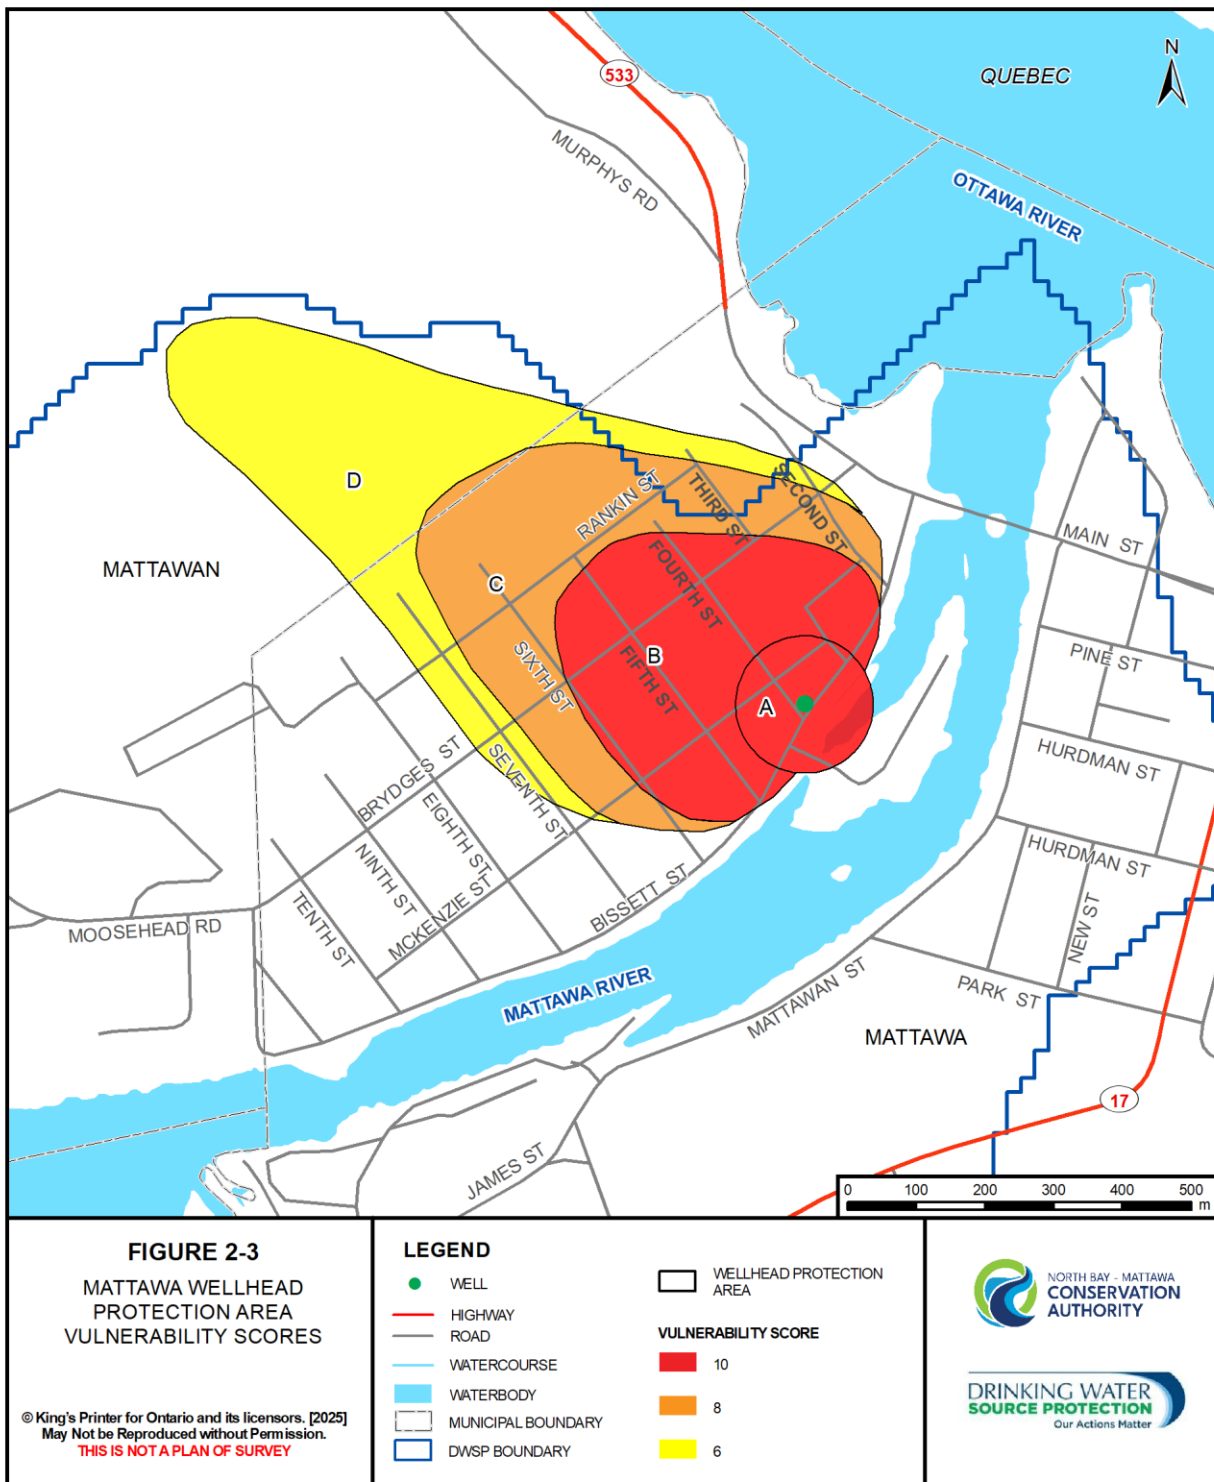 533
QUEBEC
N
MURPHYS RD
OTTAWA RIVER
D
RANKIN ST
THIRD ST
SECOND ST
MAIN ST
MATTAWAN
C
FOURTH ST
SIXTH ST
B
FIFTH ST
PINE ST
A
HURDMAN ST
BRYDGES ST
SEVENTH ST
EIGHTH ST
NINTH ST
HURDMAN ST
TENTH ST
MCKENZIE ST
BISSETT ST
NEW ST
MOOSEHEAD RD
MATTAWA RIVER
MATTAWAN ST
PARK ST
MATTAWA
17
JAMES ST
0 100 200 300 400 500
m
FIGURE 2-3
MATTAWA WELLHEAD
PROTECTION AREA
VULNERABILITY SCORES
© King's Printer for Ontario and its licensors. [2025]
May Not be Reproduced without Permission.
THIS IS NOT A PLAN OF SURVEY
LEGEND
WELL
HIGHWAY
ROAD
WATERCOURSE
WATERBODY
MUNICIPAL BOUNDARY
DWSP BOUNDARY
WELLHEAD PROTECTION
AREA
VULNERABILITY SCORE
10
8
6
NORTH BAY - MATTAWA
CONSERVATION
AUTHORITY
DRINKING WATER
SOURCE PROTECTION
Our Actions Matter